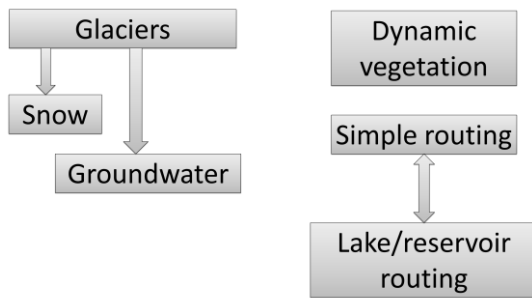 Glaciers
Snow
Groundwater
Dynamic
vegetation
Simple routing
Lake/reservoir
routing